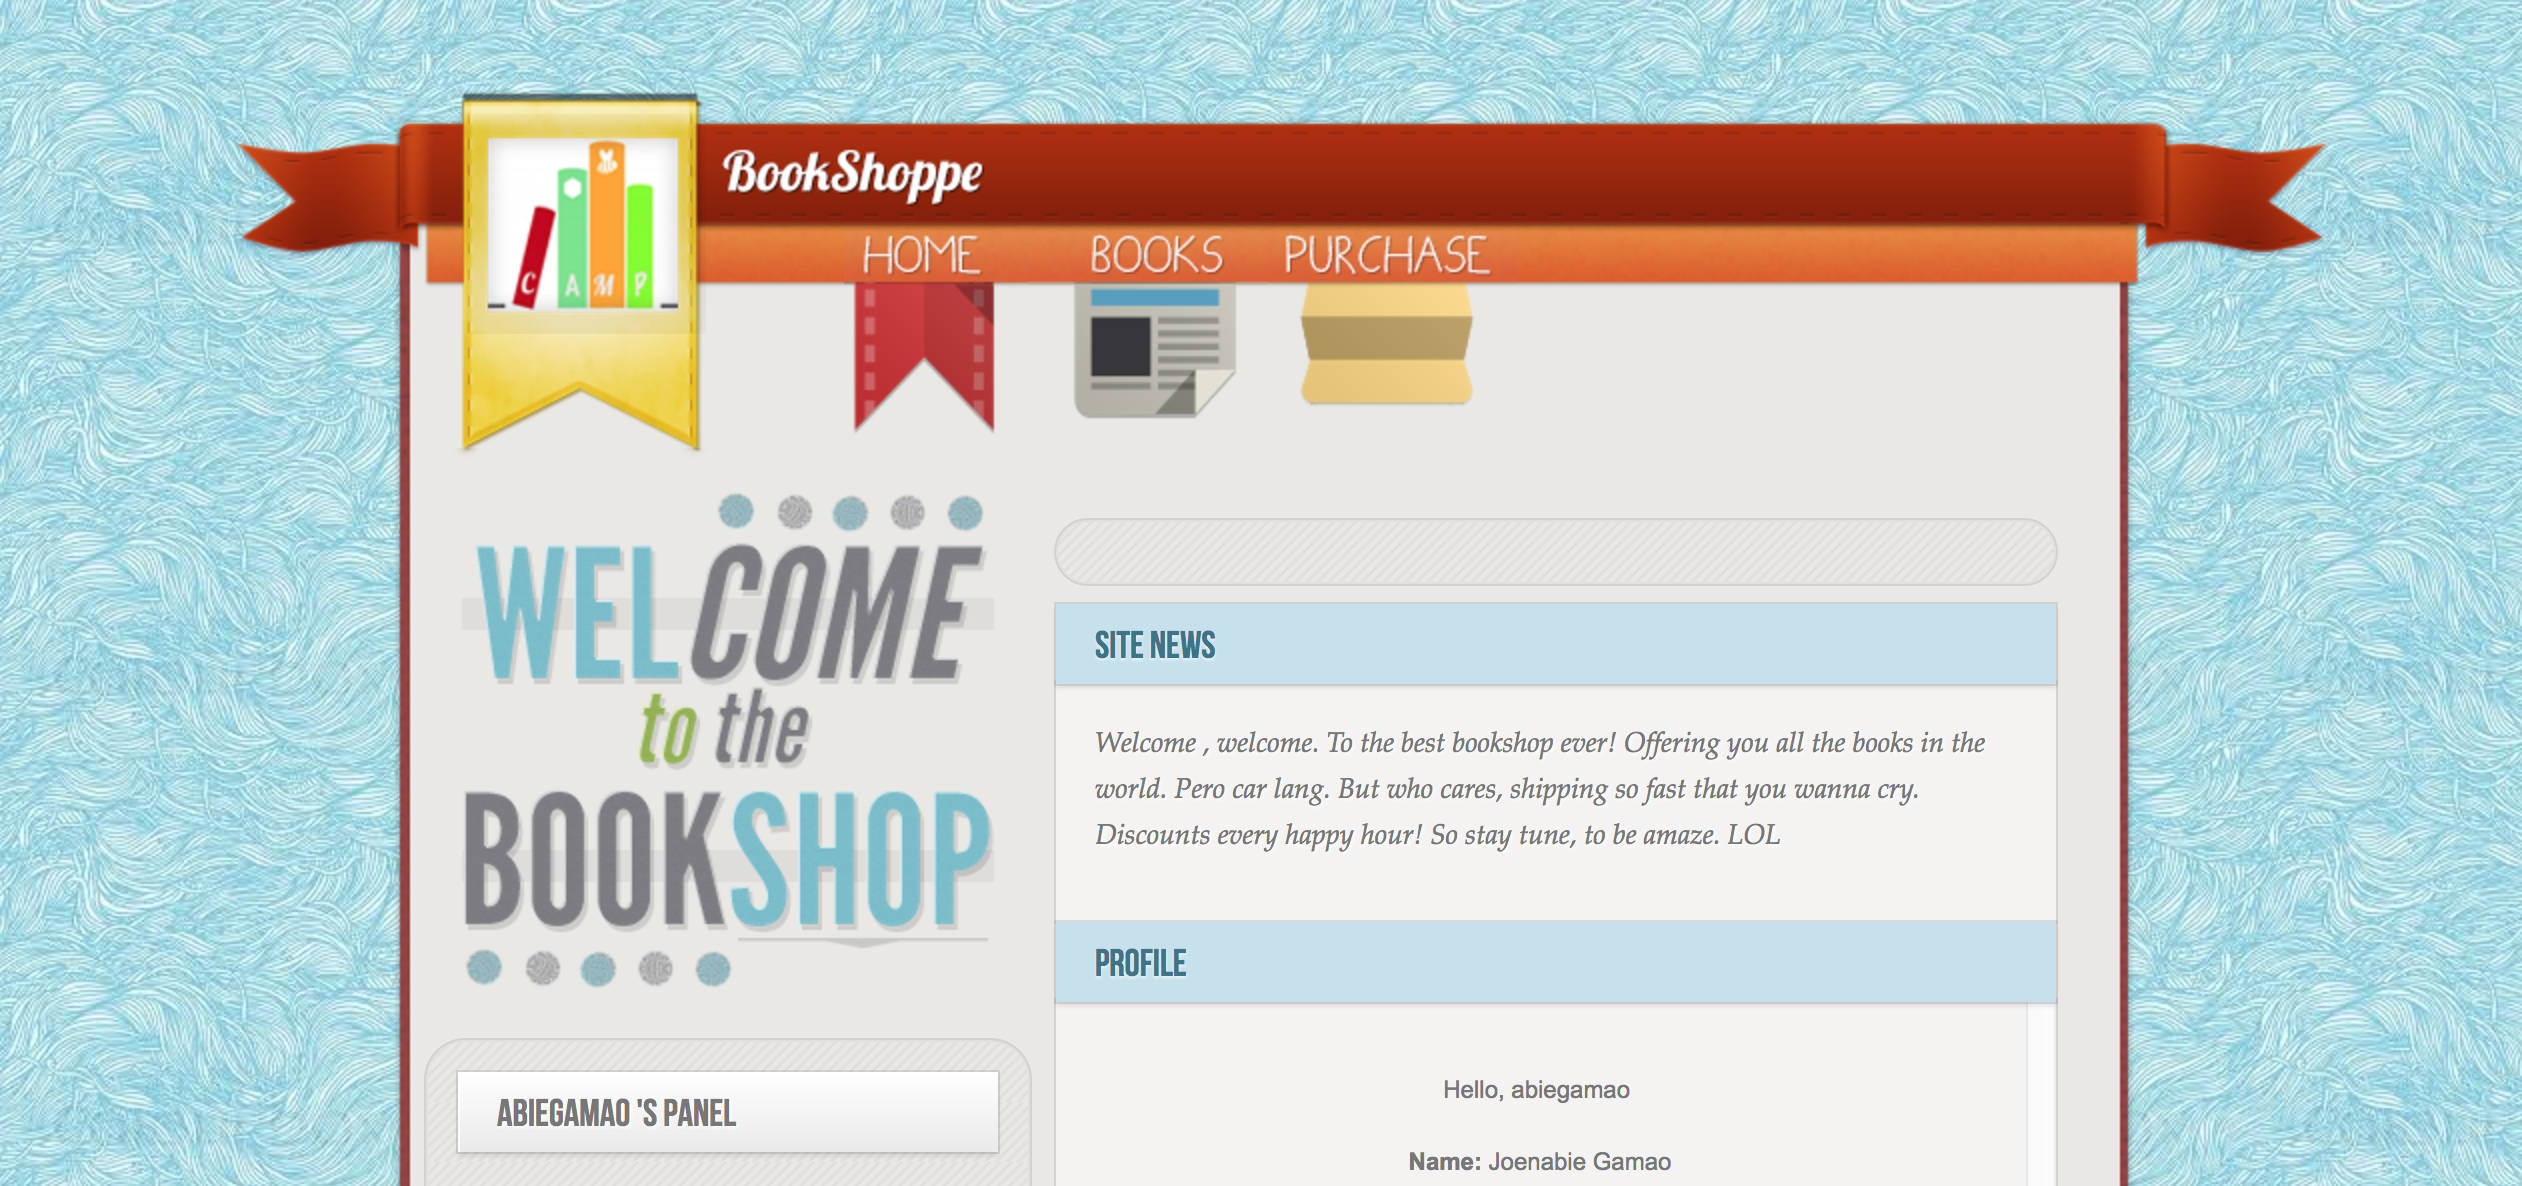 BookShoppe
C A M P
HOME BOOKS PURCHASE
WELCOME
to the
BOOKSHOP
SITE NEWS
Welcome , welcome. To the best bookshop ever! Offering you all the books in the
world. Pero car lang. But who cares, shipping so fast that you wanna cry.
Discounts every happy hour! So stay tune, to be amaze. LOL
PROFILE
Hello, abiegamao
Name: Joenabie Gamao
ABIEGAMAO 'S PANEL